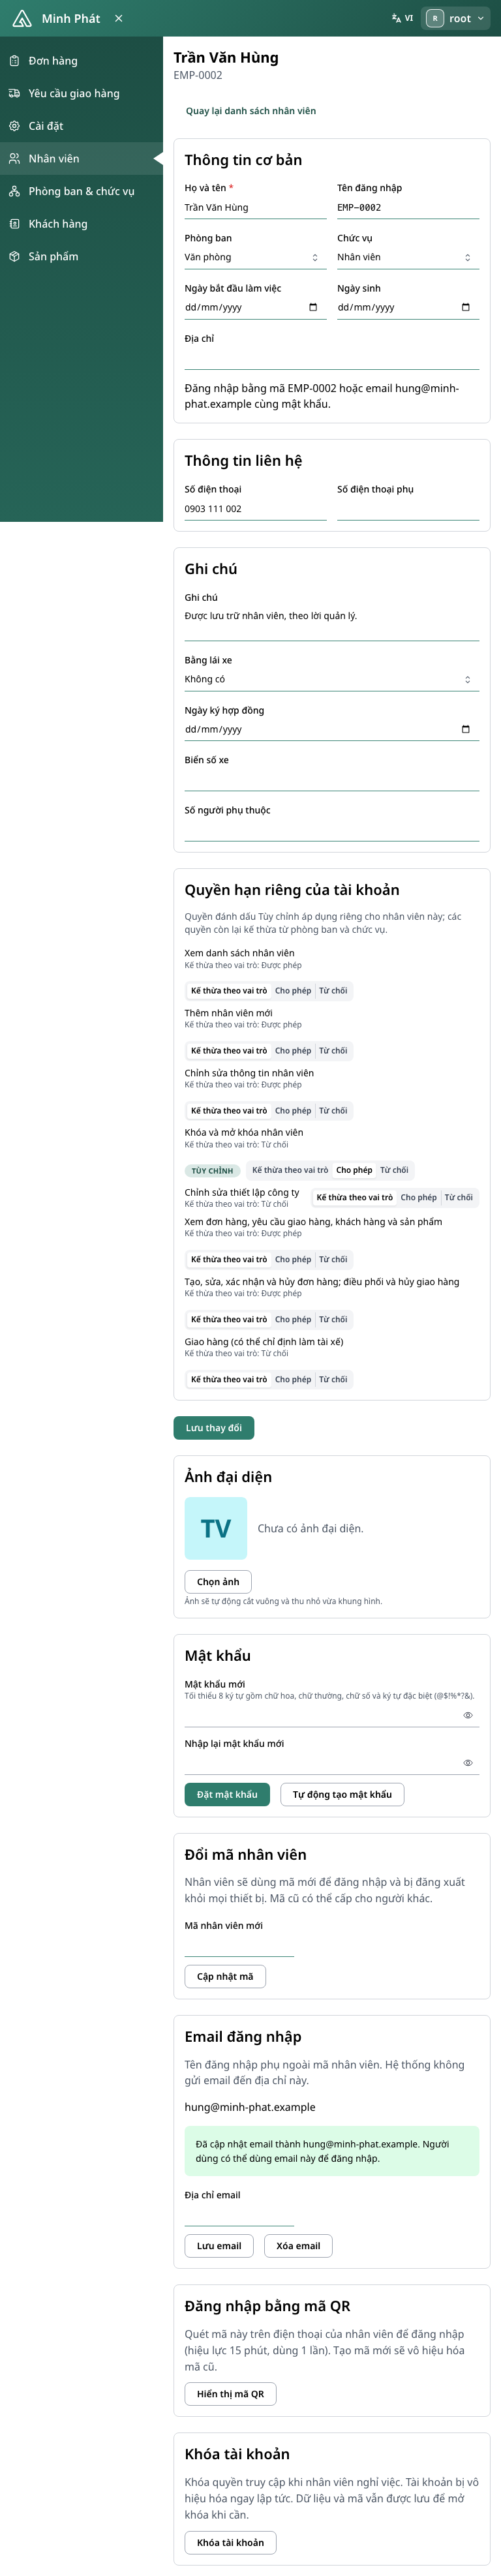 Minh Phát
VI
R
root
Đơn hàng
Yêu cầu giao hàng
Cài đặt
Nhân viên
Phòng ban & chức vụ
Khách hàng
Sản phẩm
Trần Văn Hùng
EMP-0002
Quay lại danh sách nhân viên
Thông tin cơ bản
Họ và tên *
Tên đăng nhập
Trần Văn Hùng
EMP-0002
Phòng ban
Chức vụ
Văn phòng
Nhân viên
Ngày bắt đầu làm việc
Ngày sinh
dd/mm/yyyy
dd/mm/yyyy
Địa chỉ
Đăng nhập bằng mã EMP-0002 hoặc email hung@minh-
phat.example cùng mật khẩu.
Thông tin liên hệ
Số điện thoại
Số điện thoại phụ
0903 111 002
Ghi chú
Ghi chú
Được lưu trữ nhân viên, theo lời quản lý.
Bằng lái xe
Không có
Ngày ký hợp đồng
dd/mm/yyyy
Biển số xe
Số người phụ thuộc
Quyền hạn riêng của tài khoản
Quyền đánh dấu Tùy chỉnh áp dụng riêng cho nhân viên này; các
quyền còn lại kế thừa từ phòng ban và chức vụ.
Xem danh sách nhân viên
Kế thừa theo vai trò: Được phép
Kế thừa theo vai trò Cho phép Từ chối
Thêm nhân viên mới
Kế thừa theo vai trò: Được phép
Kế thừa theo vai trò Cho phép Từ chối
Chỉnh sửa thông tin nhân viên
Kế thừa theo vai trò: Được phép
Kế thừa theo vai trò Cho phép Từ chối
Khóa và mở khóa nhân viên
Kế thừa theo vai trò: Từ chối
TÙY CHỈNH Kế thừa theo vai trò Cho phép Từ chối
Chỉnh sửa thiết lập công ty
Kế thừa theo vai trò: Từ chối
Kế thừa theo vai trò Cho phép Từ chối
Xem đơn hàng, yêu cầu giao hàng, khách hàng và sản phẩm
Kế thừa theo vai trò: Được phép
Kế thừa theo vai trò Cho phép Từ chối
Tạo, sửa, xác nhận và hủy đơn hàng; điều phối và hủy giao hàng
Kế thừa theo vai trò: Được phép
Kế thừa theo vai trò Cho phép Từ chối
Giao hàng (có thể chỉ định làm tài xế)
Kế thừa theo vai trò: Từ chối
Kế thừa theo vai trò Cho phép Từ chối
Lưu thay đổi
Ảnh đại diện
TV
Chưa có ảnh đại diện.
Chọn ảnh
Ảnh sẽ tự động cắt vuông và thu nhỏ vừa khung hình.
Mật khẩu
Mật khẩu mới
Tối thiểu 8 ký tự gồm chữ hoa, chữ thường, chữ số và ký tự đặc biệt (@$!%*?&).
Nhập lại mật khẩu mới
Đặt mật khẩu
Tự động tạo mật khẩu
Đổi mã nhân viên
Nhân viên sẽ dùng mã mới để đăng nhập và bị đăng xuất
khỏi mọi thiết bị. Mã cũ có thể cấp cho người khác.
Mã nhân viên mới
Cập nhật mã
Email đăng nhập
Tên đăng nhập phụ ngoài mã nhân viên. Hệ thống không
gửi email đến địa chỉ này.
hung@minh-phat.example
Đã cập nhật email thành hung@minh-phat.example. Người
dùng có thể dùng email này để đăng nhập.
Địa chỉ email
Lưu email
Xóa email
Đăng nhập bằng mã QR
Quét mã này trên điện thoại của nhân viên để đăng nhập
(hiệu lực 15 phút, dùng 1 lần). Tạo mã mới sẽ vô hiệu hóa
mã cũ.
Hiển thị mã QR
Khóa tài khoản
Khóa quyền truy cập khi nhân viên nghỉ việc. Tài khoản bị vô
hiệu hóa ngay lập tức. Dữ liệu và mã vẫn được lưu để mở
khóa khi cần.
Khóa tài khoản